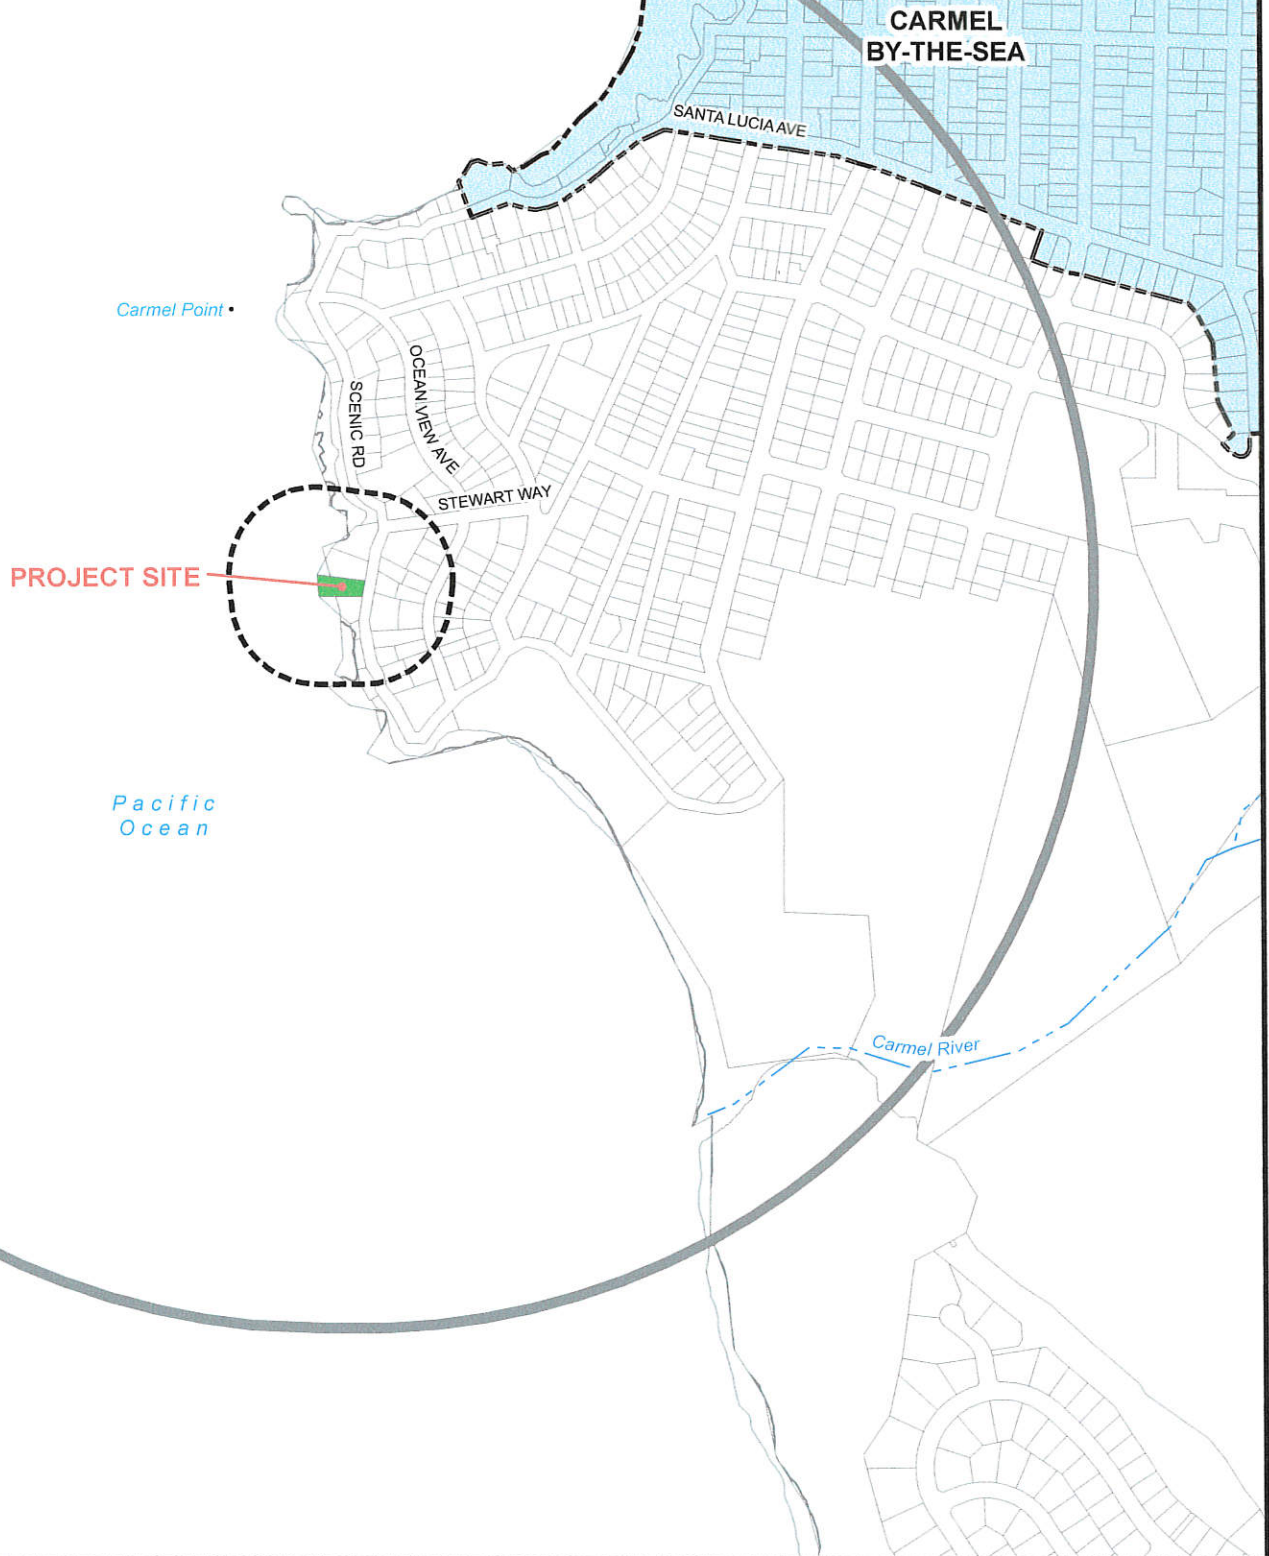 CARMEL
BY-THE-SEA
SANTA LUCIA AVE
Carmel Point
OCEAN VIEW AVE
SCENIC RD
STEWART WAY
PROJECT SITE
Pacific
Ocean
Carmel River